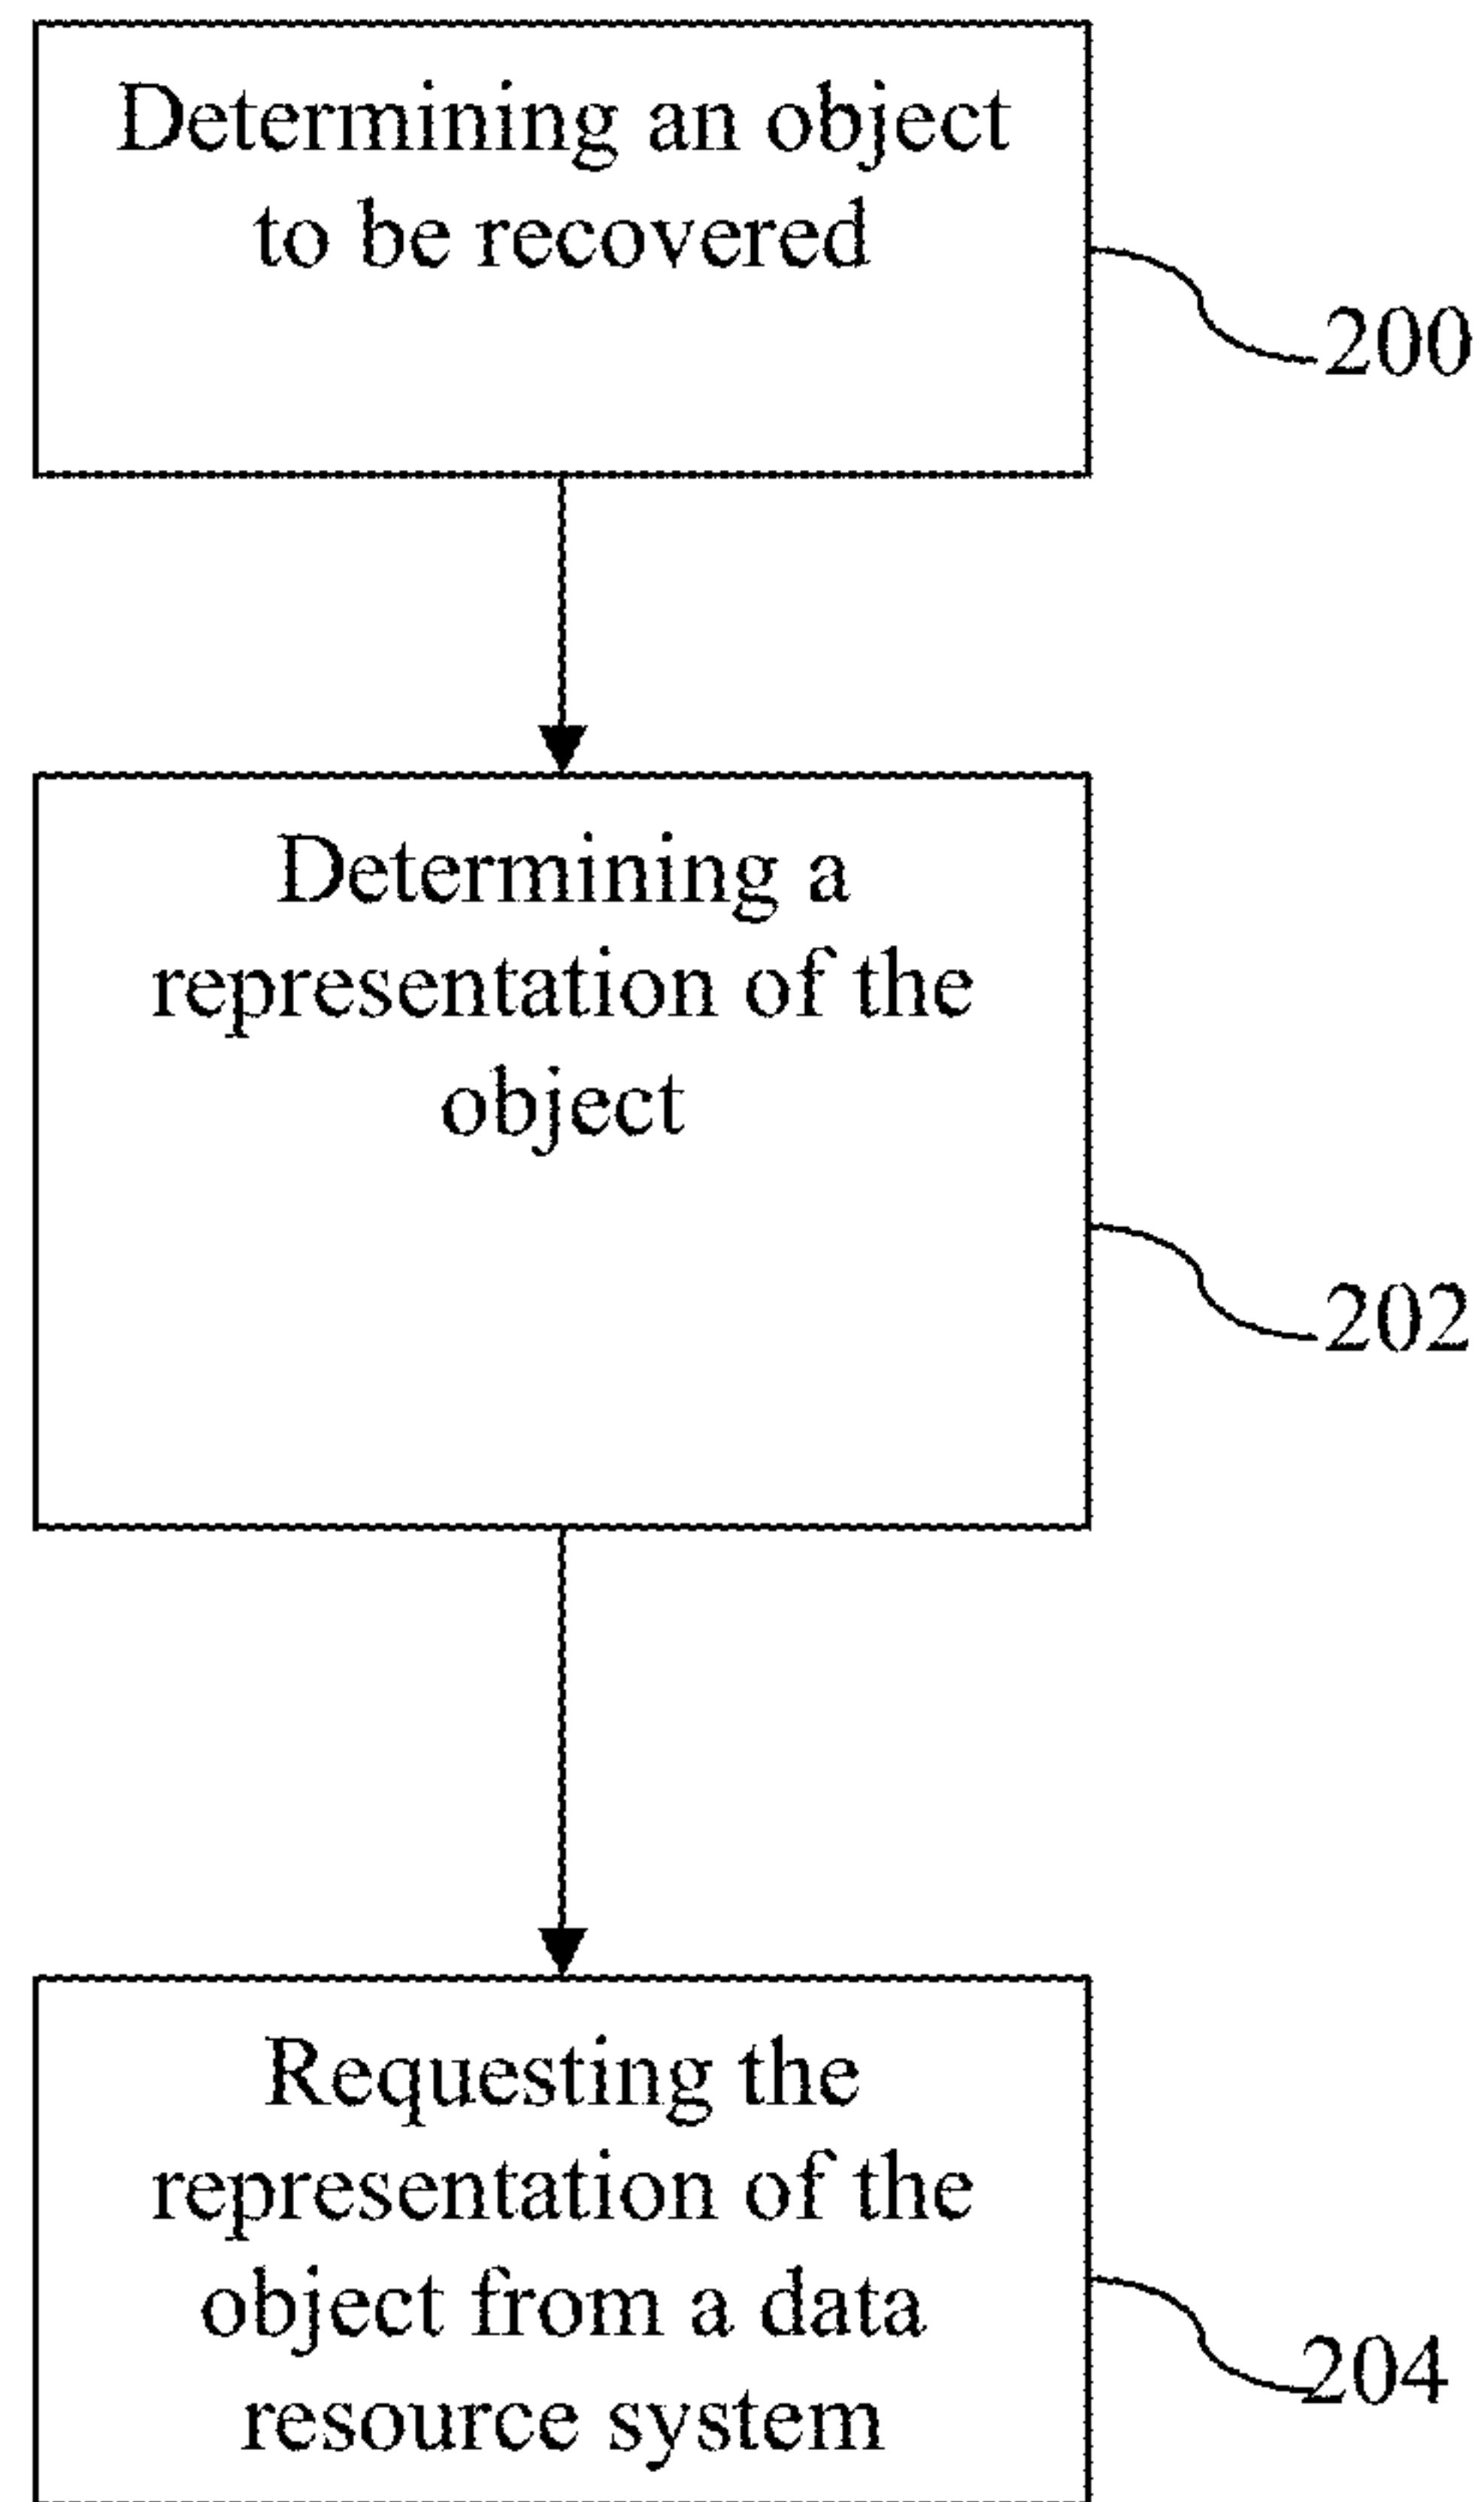 Determining an object
to be recovered
200
Determining a
representation of the
object
202
Requesting the
representation of the
object from a data
resource system
204